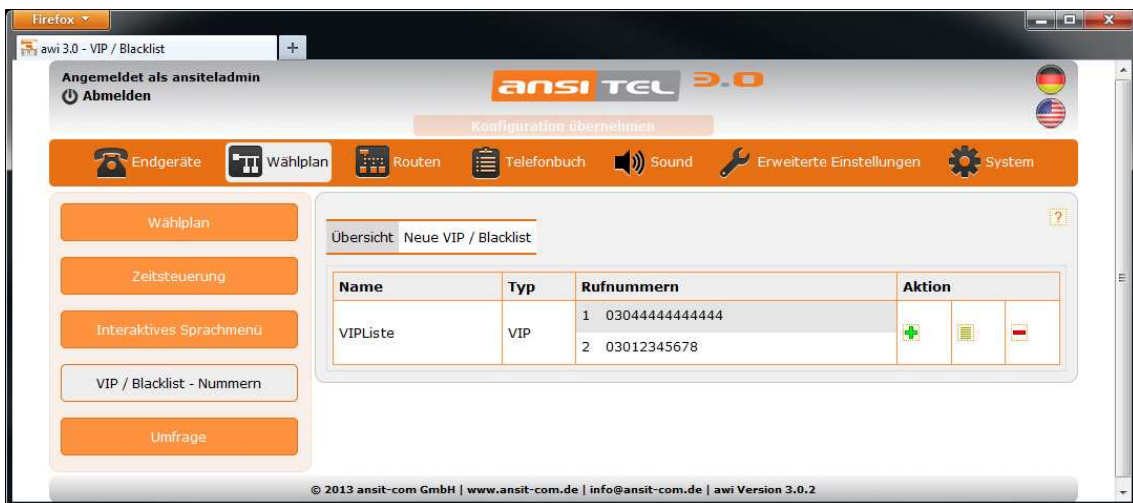 Firefox
awi 3.0 - VIP / Blacklist
Angemeldet als ansiteladmin
Abmelden
ansiTEL 3.0
Konfiguration übernehmen
Endgeräte Wählplan Routen Telefonbuch Sound Erweiterte Einstellungen System
Wählplan
Zeitsteuerung
Interaktives Sprachmenü
VIP / Blacklist - Nummern
Umfrage
?
Übersicht Neue VIP / Blacklist
Name Typ Rufnummern Aktion
VIPListe VIP
1 03044444444444
2 03012345678
© 2013 ansit-com GmbH | www.ansit-com.de | info@ansit-com.de | awi Version 3.0.2